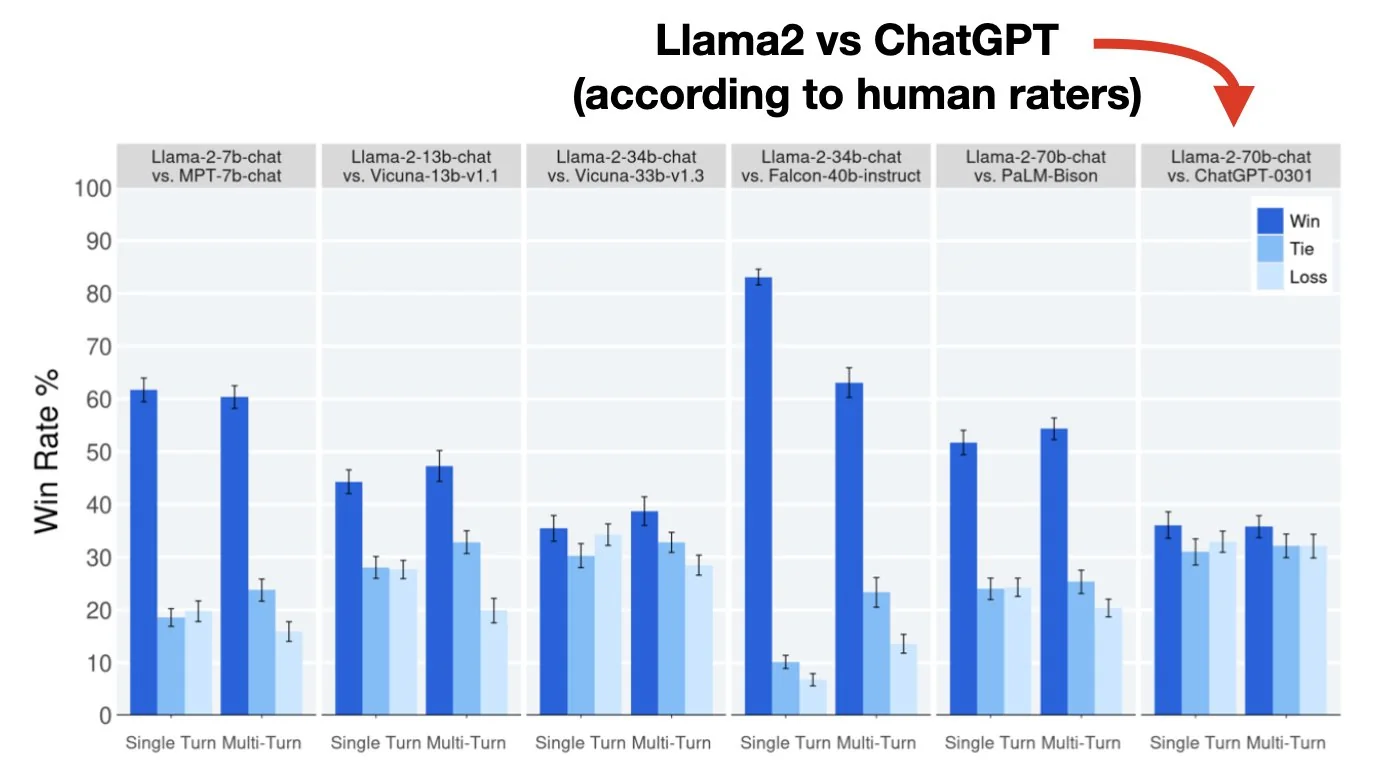 Llama2 vs ChatGPT
(according to human raters)
Llama-2-7b-chat
vs. MPT-7b-chat
Llama-2-13b-chat
vs. Vicuna-13b-v1.1
Llama-2-34b-chat
vs. Vicuna-33b-v1.3
Llama-2-34b-chat
vs. Falcon-40b-instruct
Llama-2-70b-chat
vs. PaLM-Bison
Llama-2-70b-chat
vs. ChatGPT-0301
Win
Tie
Loss
Win Rate %
100
90
80
70
60
50
40
30
20
10
0
Single Turn Multi-Turn
Single Turn Multi-Turn
Single Turn Multi-Turn
Single Turn Multi-Turn
Single Turn Multi-Turn
Single Turn Multi-Turn